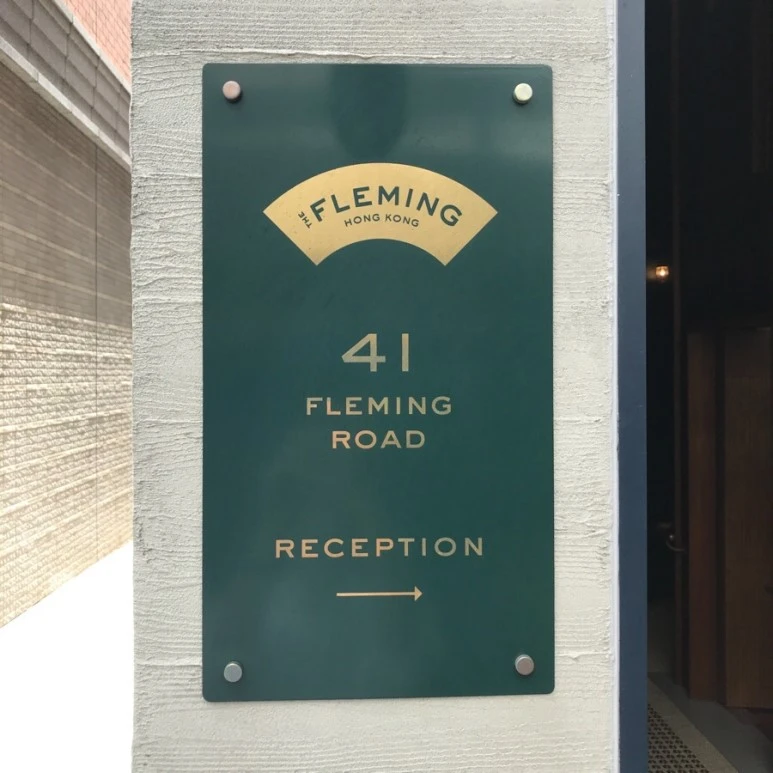 THE FLEMING
HONG KONG
41
FLEMING
ROAD
RECEPTION